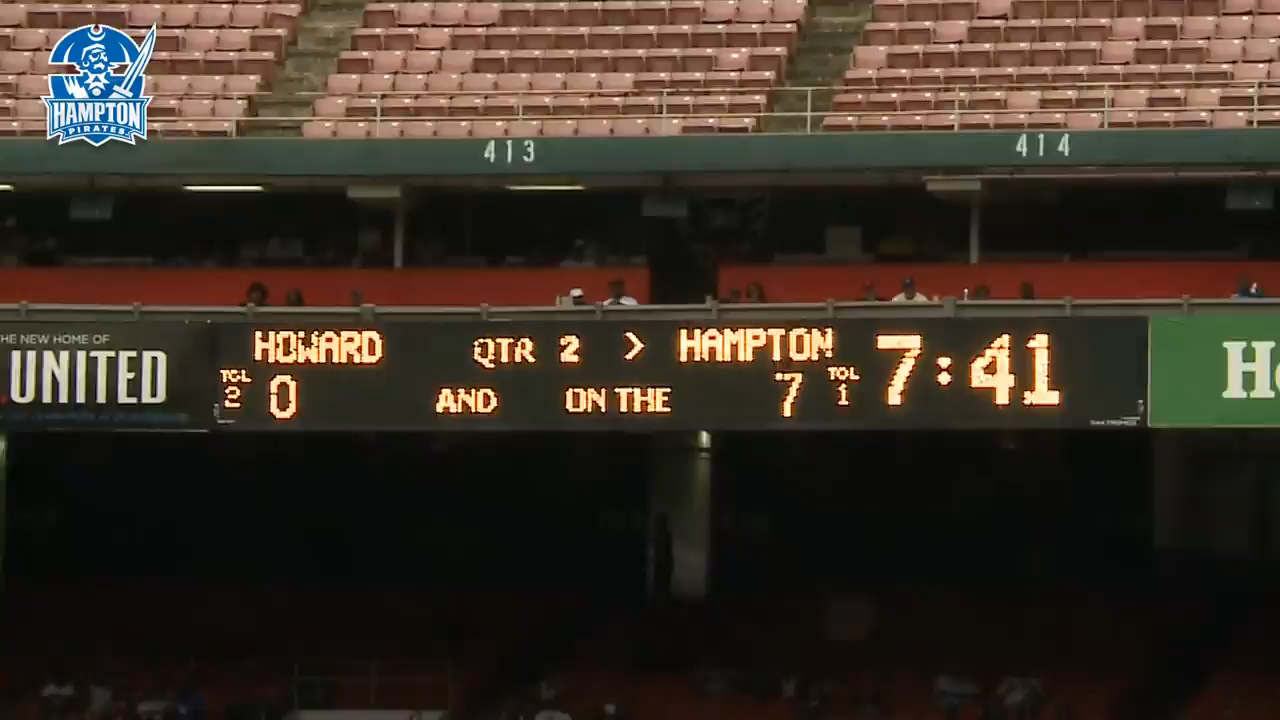 HAMPTON
PIRATES
413
414
THE NEW HOME OF
UNITED
HOWARD QTR 2 > HAMPTON 7:41
TOL 2 0 AND ON THE 7 TOL 1